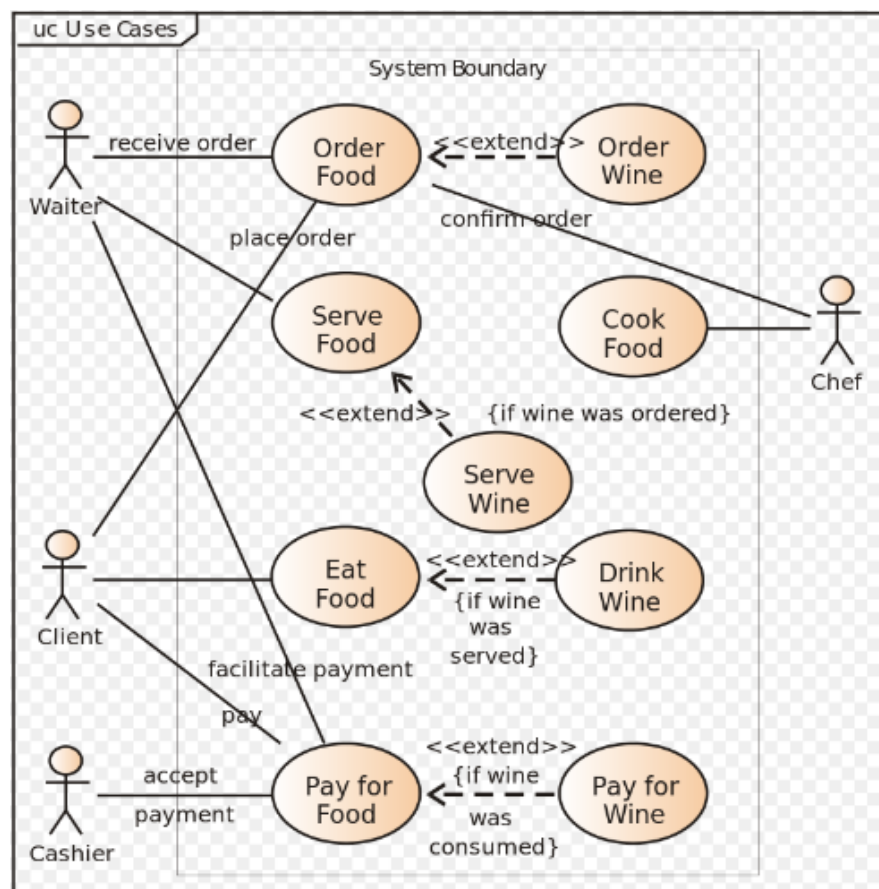 uc Use Cases
System Boundary
receive order
Order
Food
<<extend>>
Order
Wine
Waiter
place order
confirm order
Serve
Food
Cook
Food
Chef
<<extend>>
{if wine was ordered}
Serve
Wine
Client
Eat
Food
<<extend>>
{if wine
was
served}
Drink
Wine
facilitate payment
pay
Cashier
accept
payment
Pay for
Food
<<extend>>
{if wine
was
consumed}
Pay for
Wine